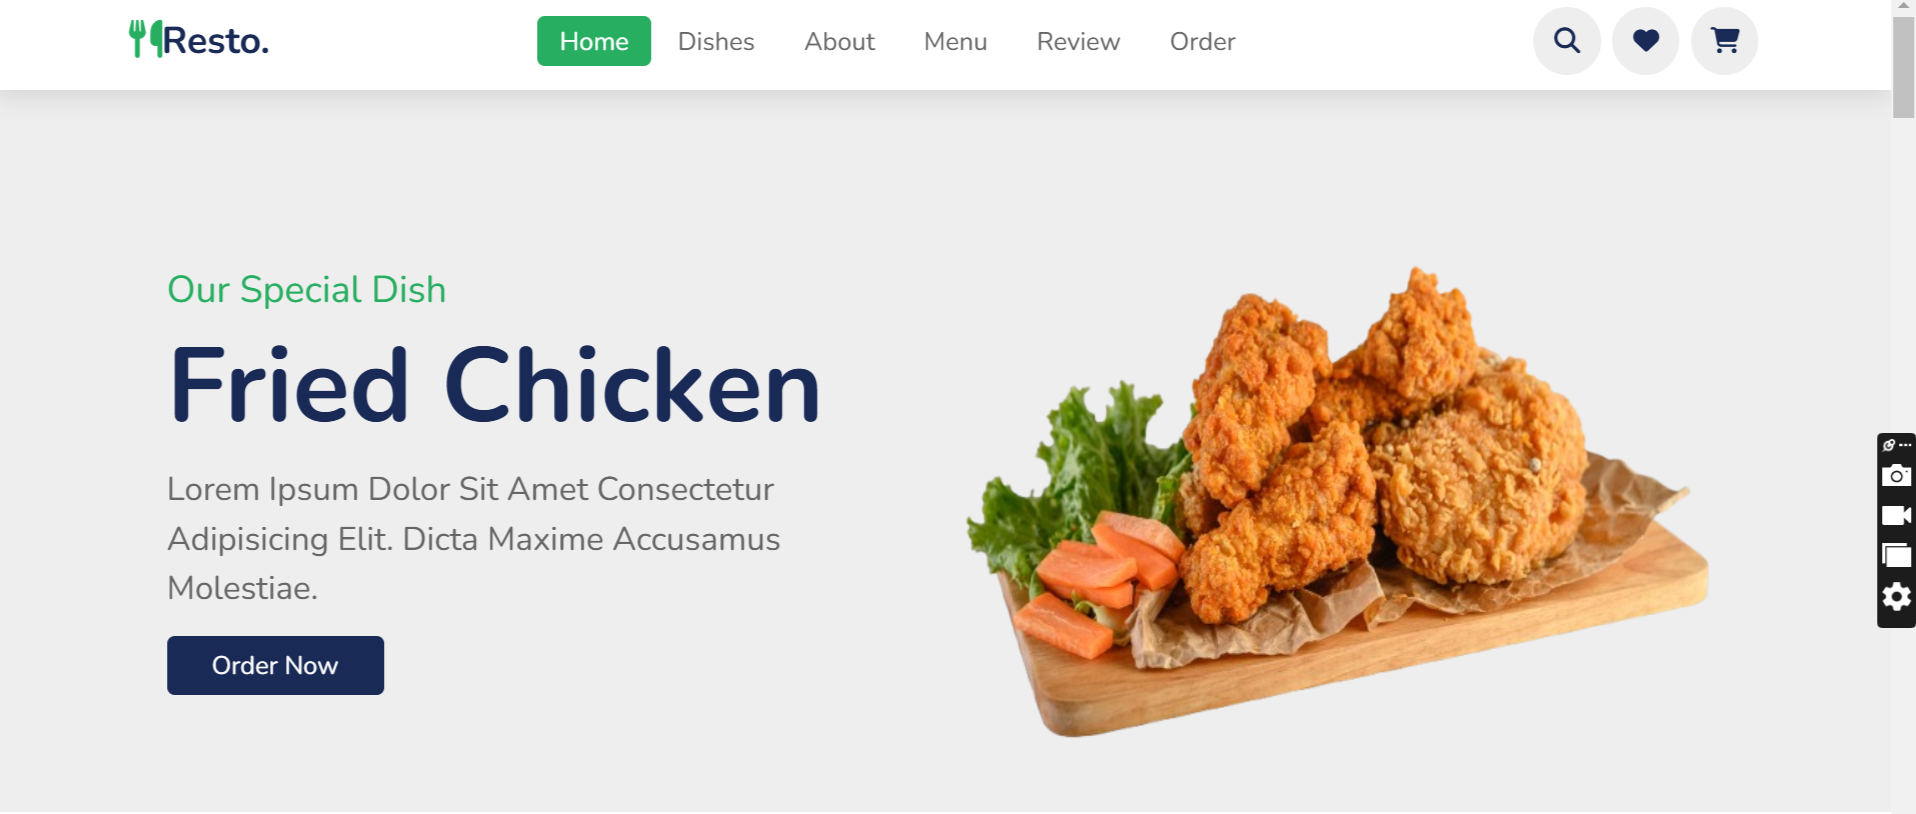 Resto.
Home Dishes About Menu Review Order
Our Special Dish
Fried Chicken
Lorem Ipsum Dolor Sit Amet Consectetur
Adipisicing Elit. Dicta Maxime Accusamus
Molestiae.
Order Now